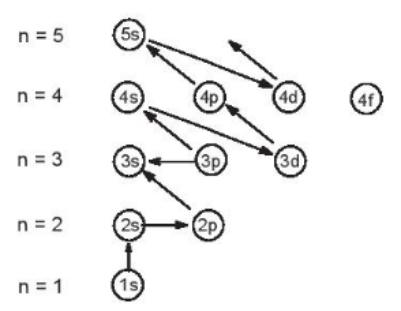 n = 5 5s
n = 4 4s 4p 4d 4f
n = 3 3s 3p 3d
n = 2 2s 2p
n = 1 1s